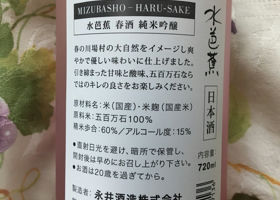 MIZUBASHO – HARU-SAKE
水芭蕉 春酒 純米吟醸
春の川場村の大自然をイメージし爽
やかで優しい味わいに仕上げました。
引き締まった甘味と酸味、五百万石なら
ではのキレの良さをお楽しみください。
原材料名:米(国産)・米麹(国産米)
原料米:五百万石100%
精米歩合:60%/アルコール度:15%
●直射日光を避け、暗所で保管し、
開封後は早めにお召し上がり下さい。
●お酒は20歳を過ぎてから。
製造者:永井酒造株式会社
水芭蕉
日本酒
内容量:
720ml